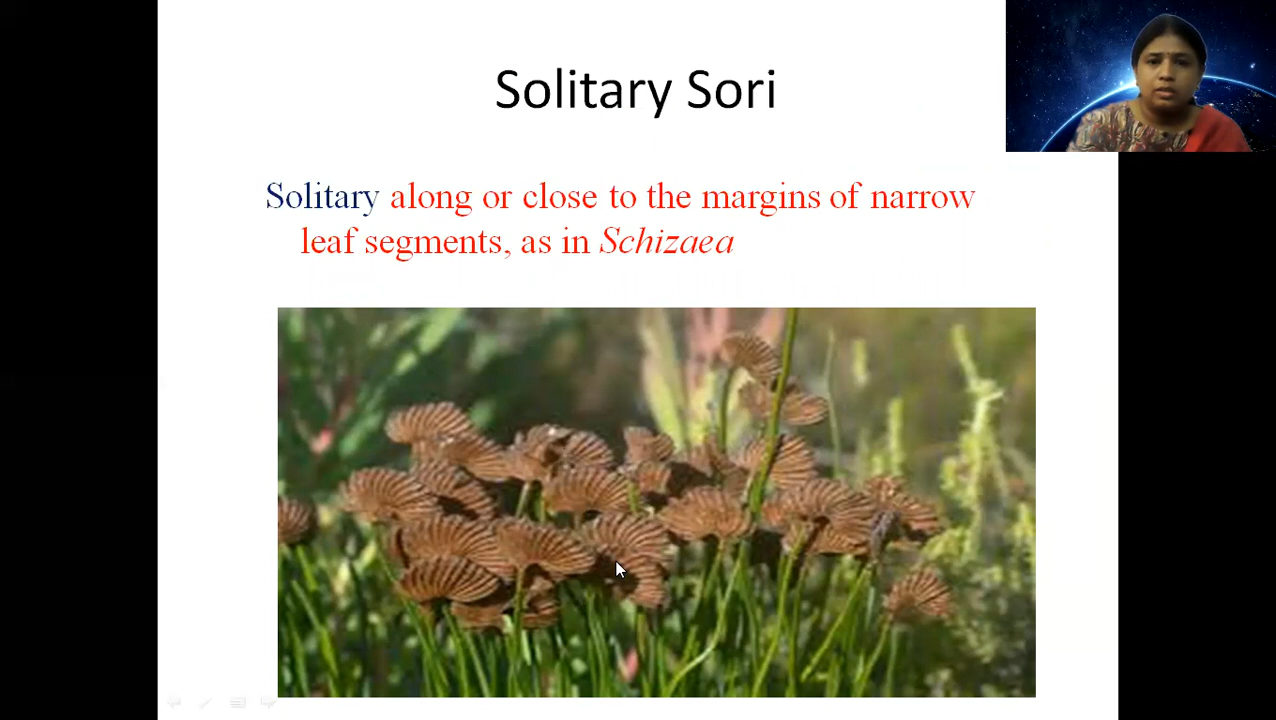 Solitary Sori
Solitary along or close to the margins of narrow
leaf segments, as in Schizaea